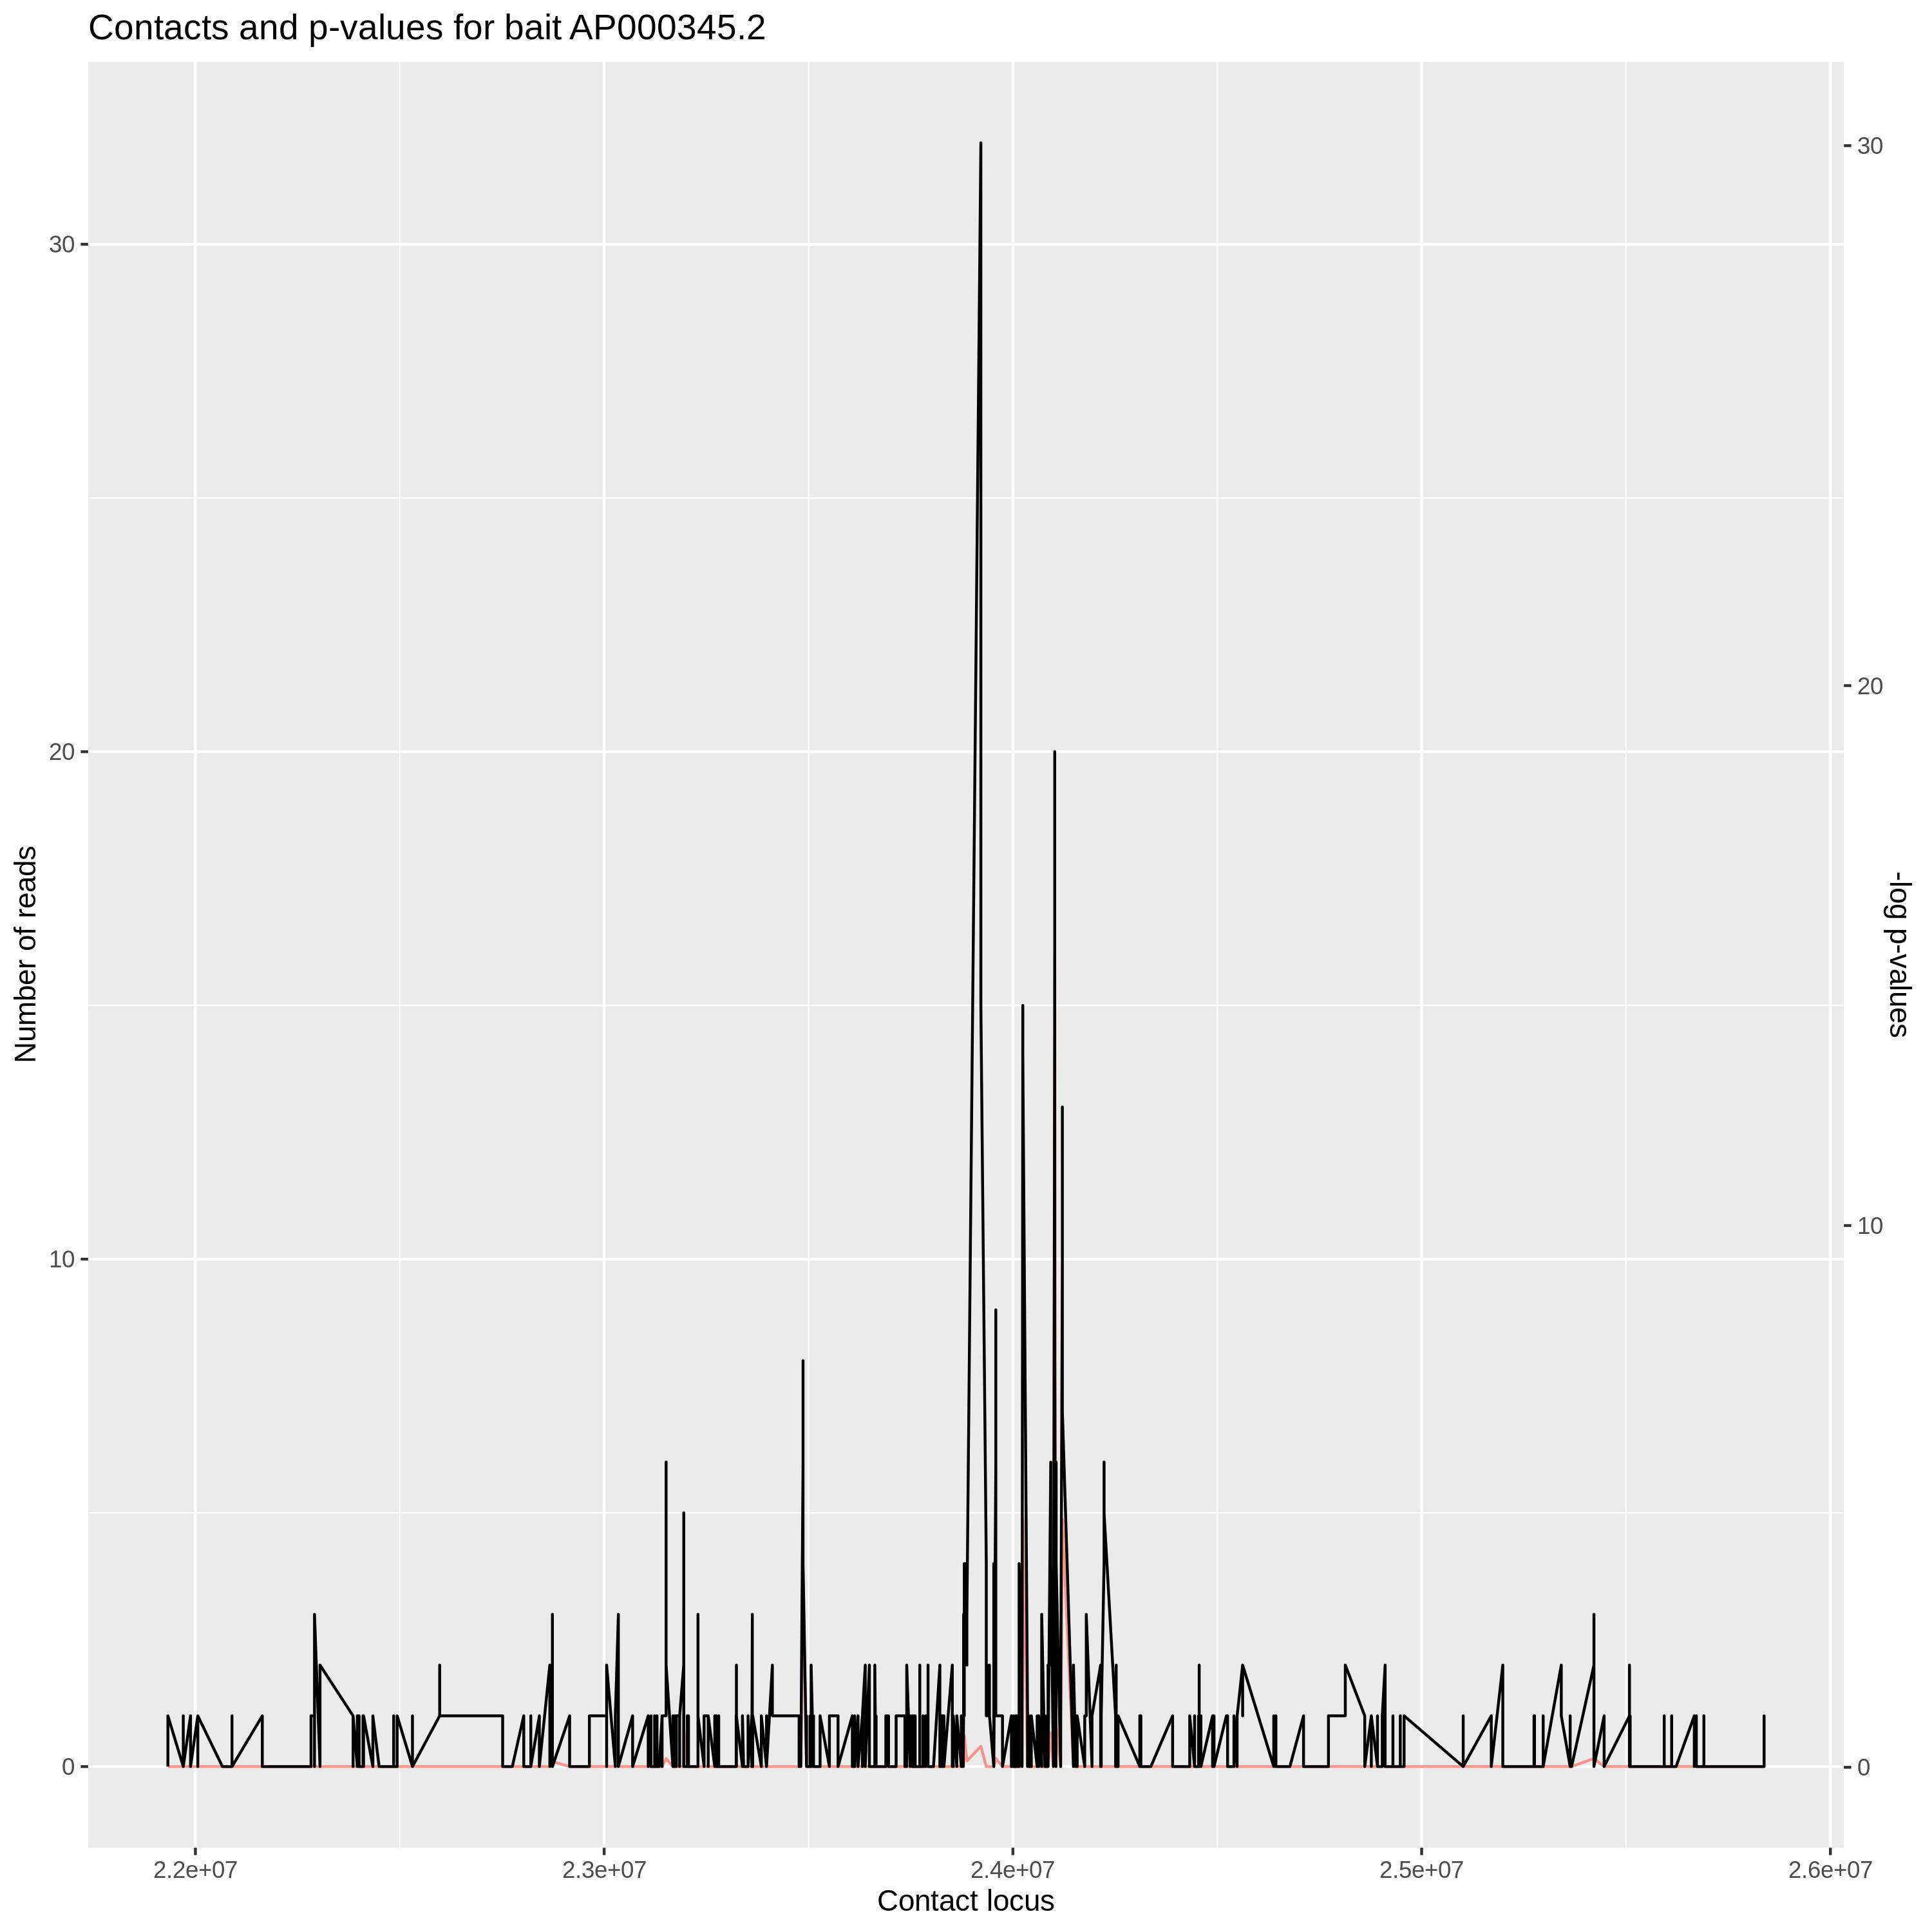 Contacts and p-values for bait AP000345.2
30
20
10
0
Number of reads
30
20
10
0
-log p-values
2.2e+07
2.3e+07
2.4e+07
2.5e+07
2.6e+07
Contact locus